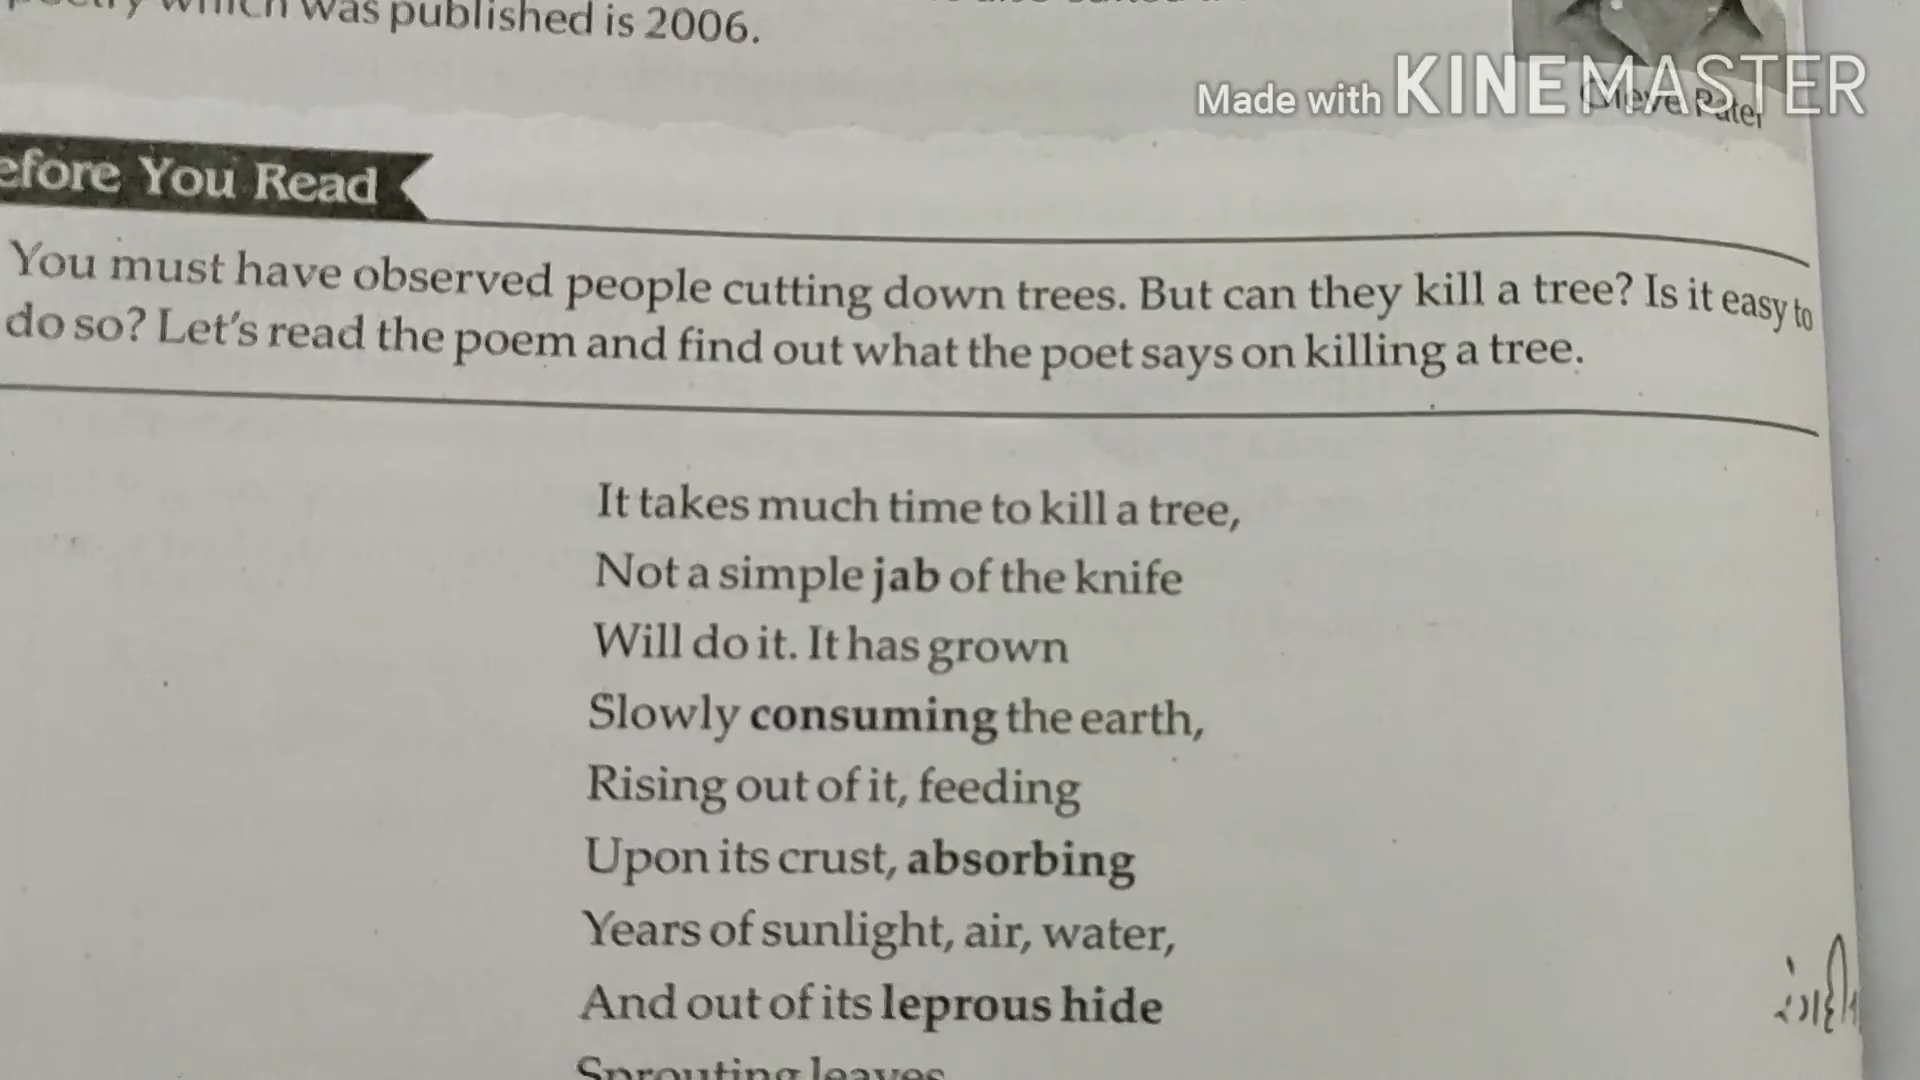 which was published is 2006.
Made with KINEMASTER
Before You Read
You must have observed people cutting down trees. But can they kill a tree? Is it easy to
do so? Let's read the poem and find out what the poet says on killing a tree.
It takes much time to kill a tree,
Not a simple jab of the knife
Will do it. It has grown
Slowly consuming the earth,
Rising out of it, feeding
Upon its crust, absorbing
Years of sunlight, air, water,
And out of its leprous hide
Sprouting leaves